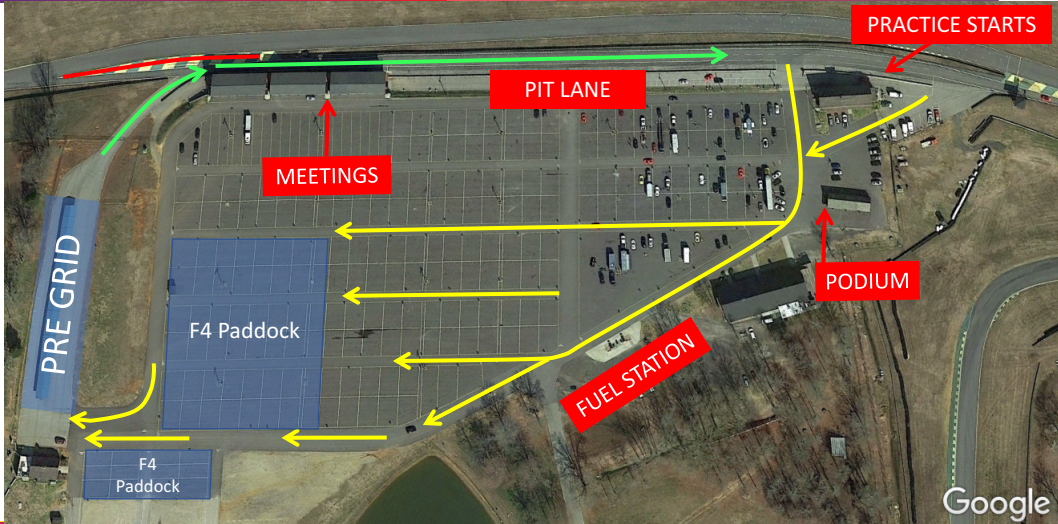 PRACTICE STARTS
PIT LANE
MEETINGS
PRE GRID
F4 Paddock
PODIUM
FUEL STATION
F4
Paddock
Google